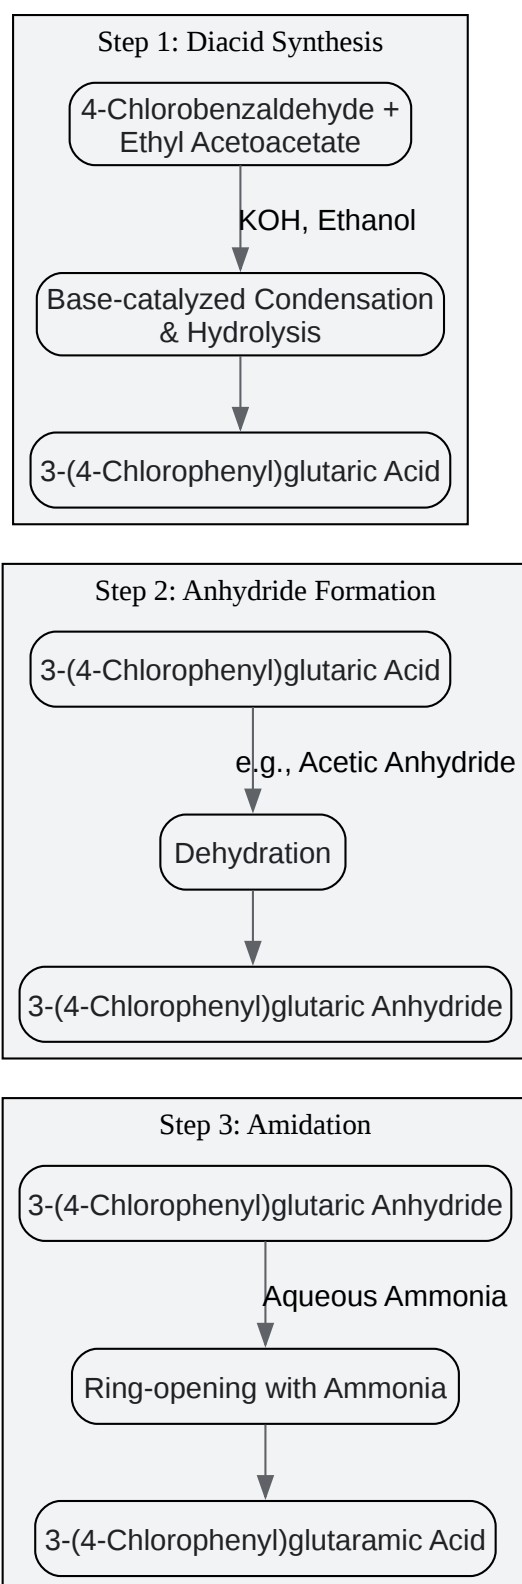 Step 1: Diacid Synthesis
4-Chlorobenzaldehyde +
Ethyl Acetoacetate
KOH, Ethanol
Base-catalyzed Condensation
& Hydrolysis
3-(4-Chlorophenyl)glutaric Acid
Step 2: Anhydride Formation
3-(4-Chlorophenyl)glutaric Acid
e.g., Acetic Anhydride
Dehydration
3-(4-Chlorophenyl)glutaric Anhydride
Step 3: Amidation
3-(4-Chlorophenyl)glutaric Anhydride
Aqueous Ammonia
Ring-opening with Ammonia
3-(4-Chlorophenyl)glutaramic Acid